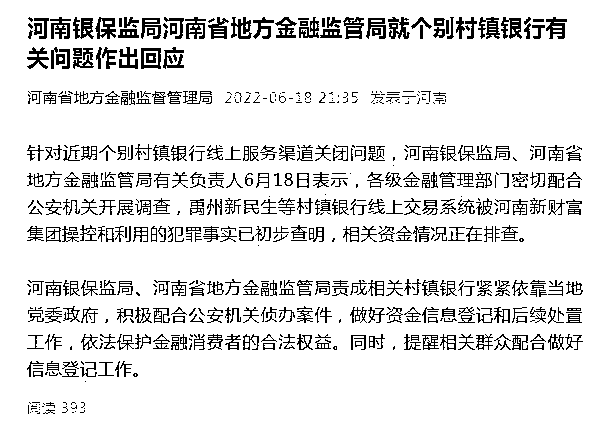 河南银保监局河南省地方金融监管局就个别村镇银行有
关问题作出回应
河南省地方金融监督管理局 2022-06-18 21:35 发表于河南
针对近期个别村镇银行线上服务渠道关闭问题，河南银保监局、河南省
地方金融监管局有关负责人6月18日表示，各级金融管理部门密切配合
公安机关开展调查，禹州新民生等村镇银行线上交易系统被河南新财富
集团操控和利用的犯罪事实已初步查明，相关资金情况正在排查。
河南银保监局、河南省地方金融监管局责成相关村镇银行紧紧依靠当地
党委政府，积极配合公安机关侦办案件，做好资金信息登记和后续处置
工作，依法保护金融消费者的合法权益。同时，提醒相关群众配合做好
信息登记工作。
阅读 393